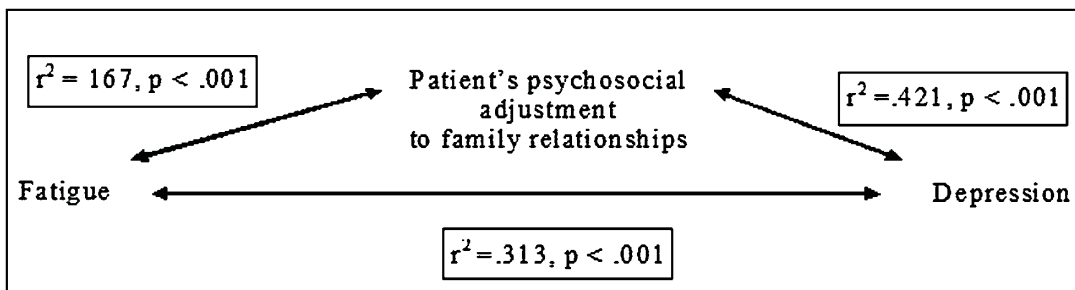 r² = 167, p < .001
Patient's psychosocial
adjustment
to family relationships
r² =.421, p < .001
Fatigue
Depression
r² =.313, p < .001